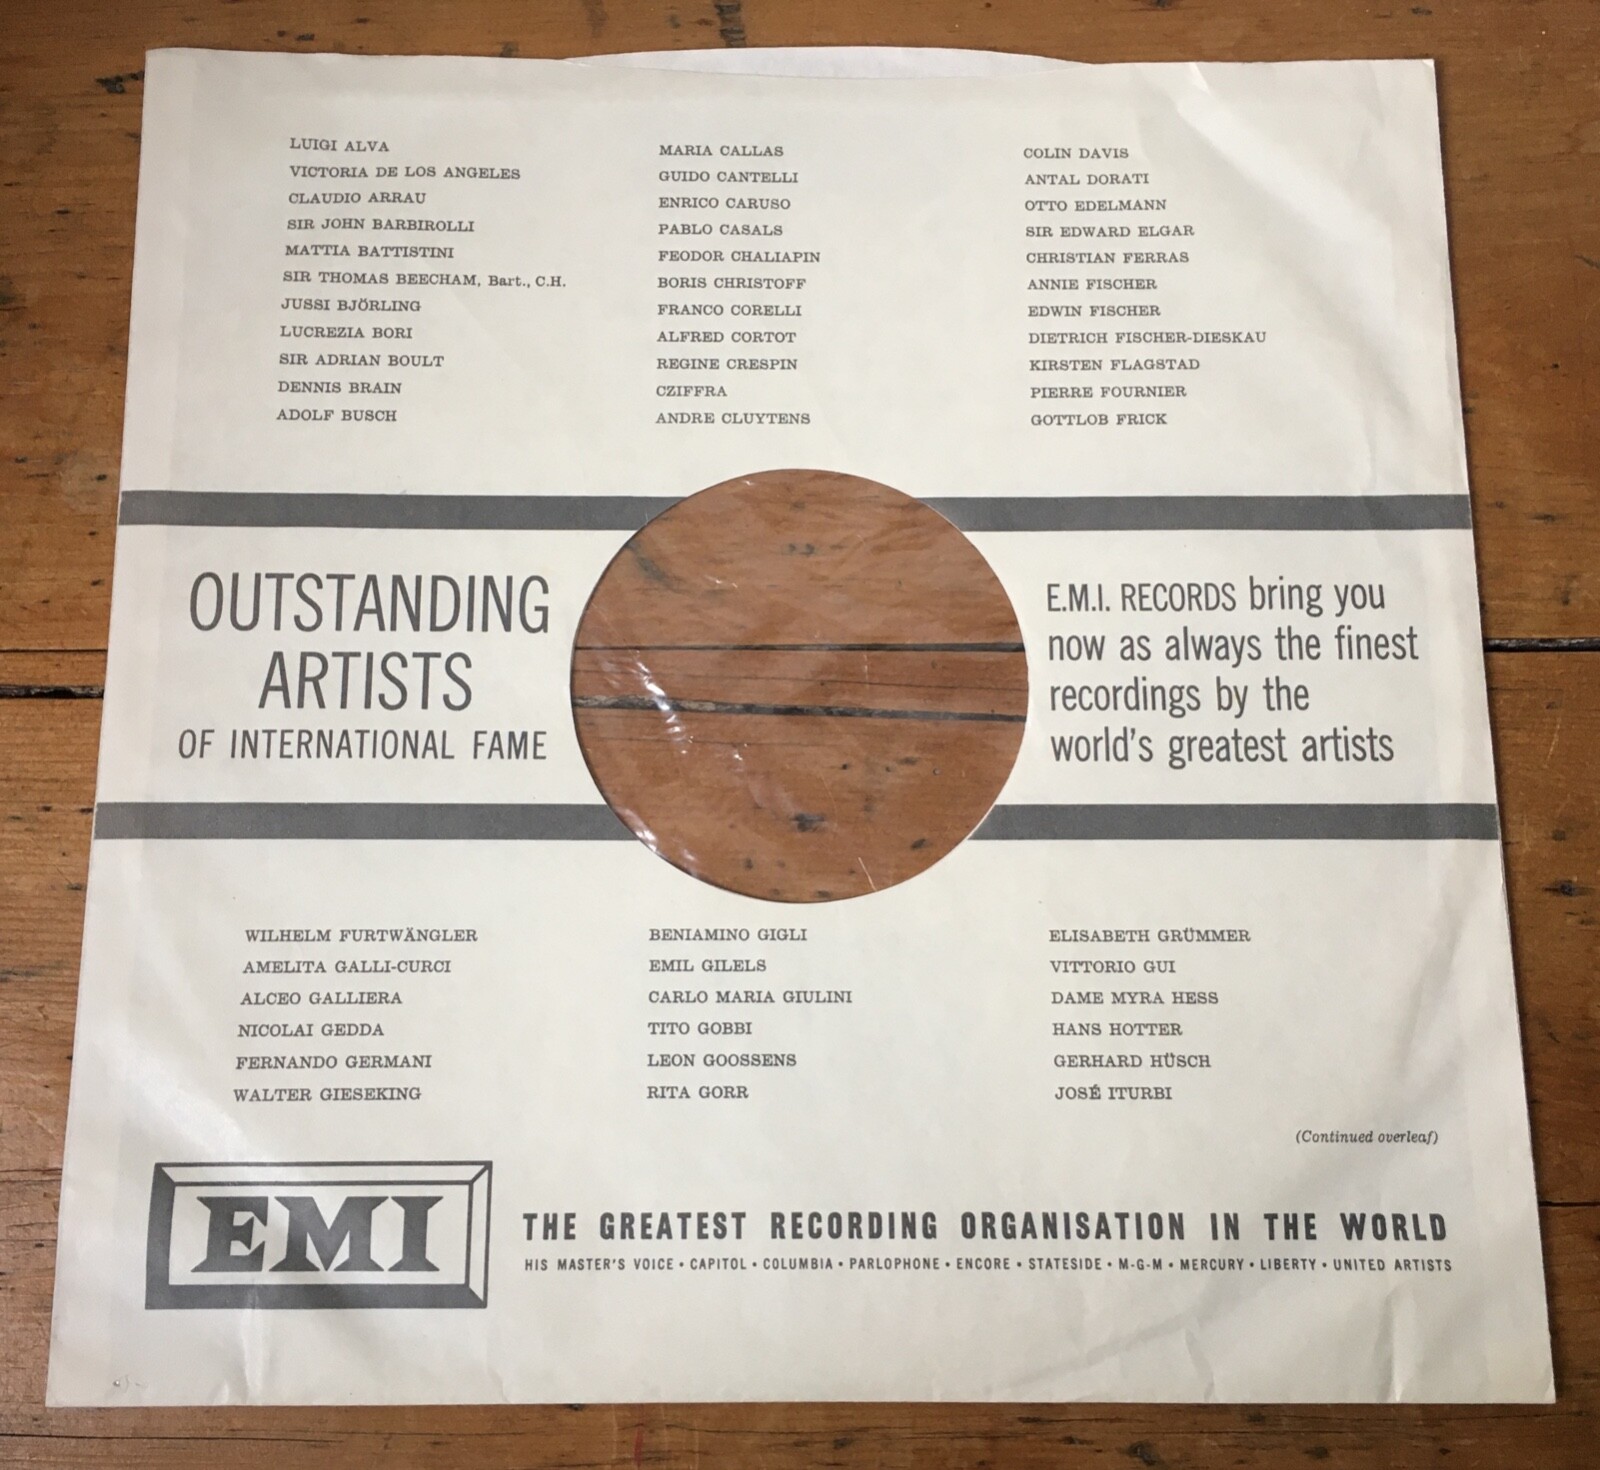 LUIGI ALVA
VICTORIA DE LOS ANGELES
CLAUDIO ARRAU
SIR JOHN BARBIROLLI
MATTIA BATTISTINI
SIR THOMAS BEECHAM, Bart., C.H.
JUSSI BJÖRLING
LUCREZIA BORI
SIR ADRIAN BOULT
DENNIS BRAIN
ADOLF BUSCH
MARIA CALLAS
GUIDO CANTELLI
ENRICO CARUSO
PABLO CASALS
FEODOR CHALIAPIN
BORIS CHRISTOFF
FRANCO CORELLI
ALFRED CORTOT
REGINE CRESPIN
CZIFFRA
ANDRE CLUYTENS
COLIN DAVIS
ANTAL DORATI
OTTO EDELMANN
SIR EDWARD ELGAR
CHRISTIAN FERRAS
ANNIE FISCHER
EDWIN FISCHER
DIETRICH FISCHER-DIESKAU
KIRSTEN FLAGSTAD
PIERRE FOURNIER
GOTTLOB FRICK
OUTSTANDING
ARTISTS
OF INTERNATIONAL FAME
E.M.I. RECORDS bring you
now as always the finest
recordings by the
world's greatest artists
WILHELM FURTWÄNGLER
AMELITA GALLI-CURCI
ALCEO GALLIERA
NICOLAI GEDDA
FERNANDO GERMANI
WALTER GIESEKING
BENIAMINO GIGLI
EMIL GILELS
CARLO MARIA GIULINI
TITO GOBBI
LEON GOOSSENS
RITA GORR
ELISABETH GRÜMMER
VITTORIO GUI
DAME MYRA HESS
HANS HOTTER
GERHARD HÜSCH
JOSÉ ITURBI
(Continued overleaf)
EMI
THE GREATEST RECORDING ORGANISATION IN THE WORLD
HIS MASTER'S VOICE • CAPITOL • COLUMBIA • PARLOPHONE • ENCORE • STATESIDE • M-G-M • MERCURY • LIBERTY • UNITED ARTISTS